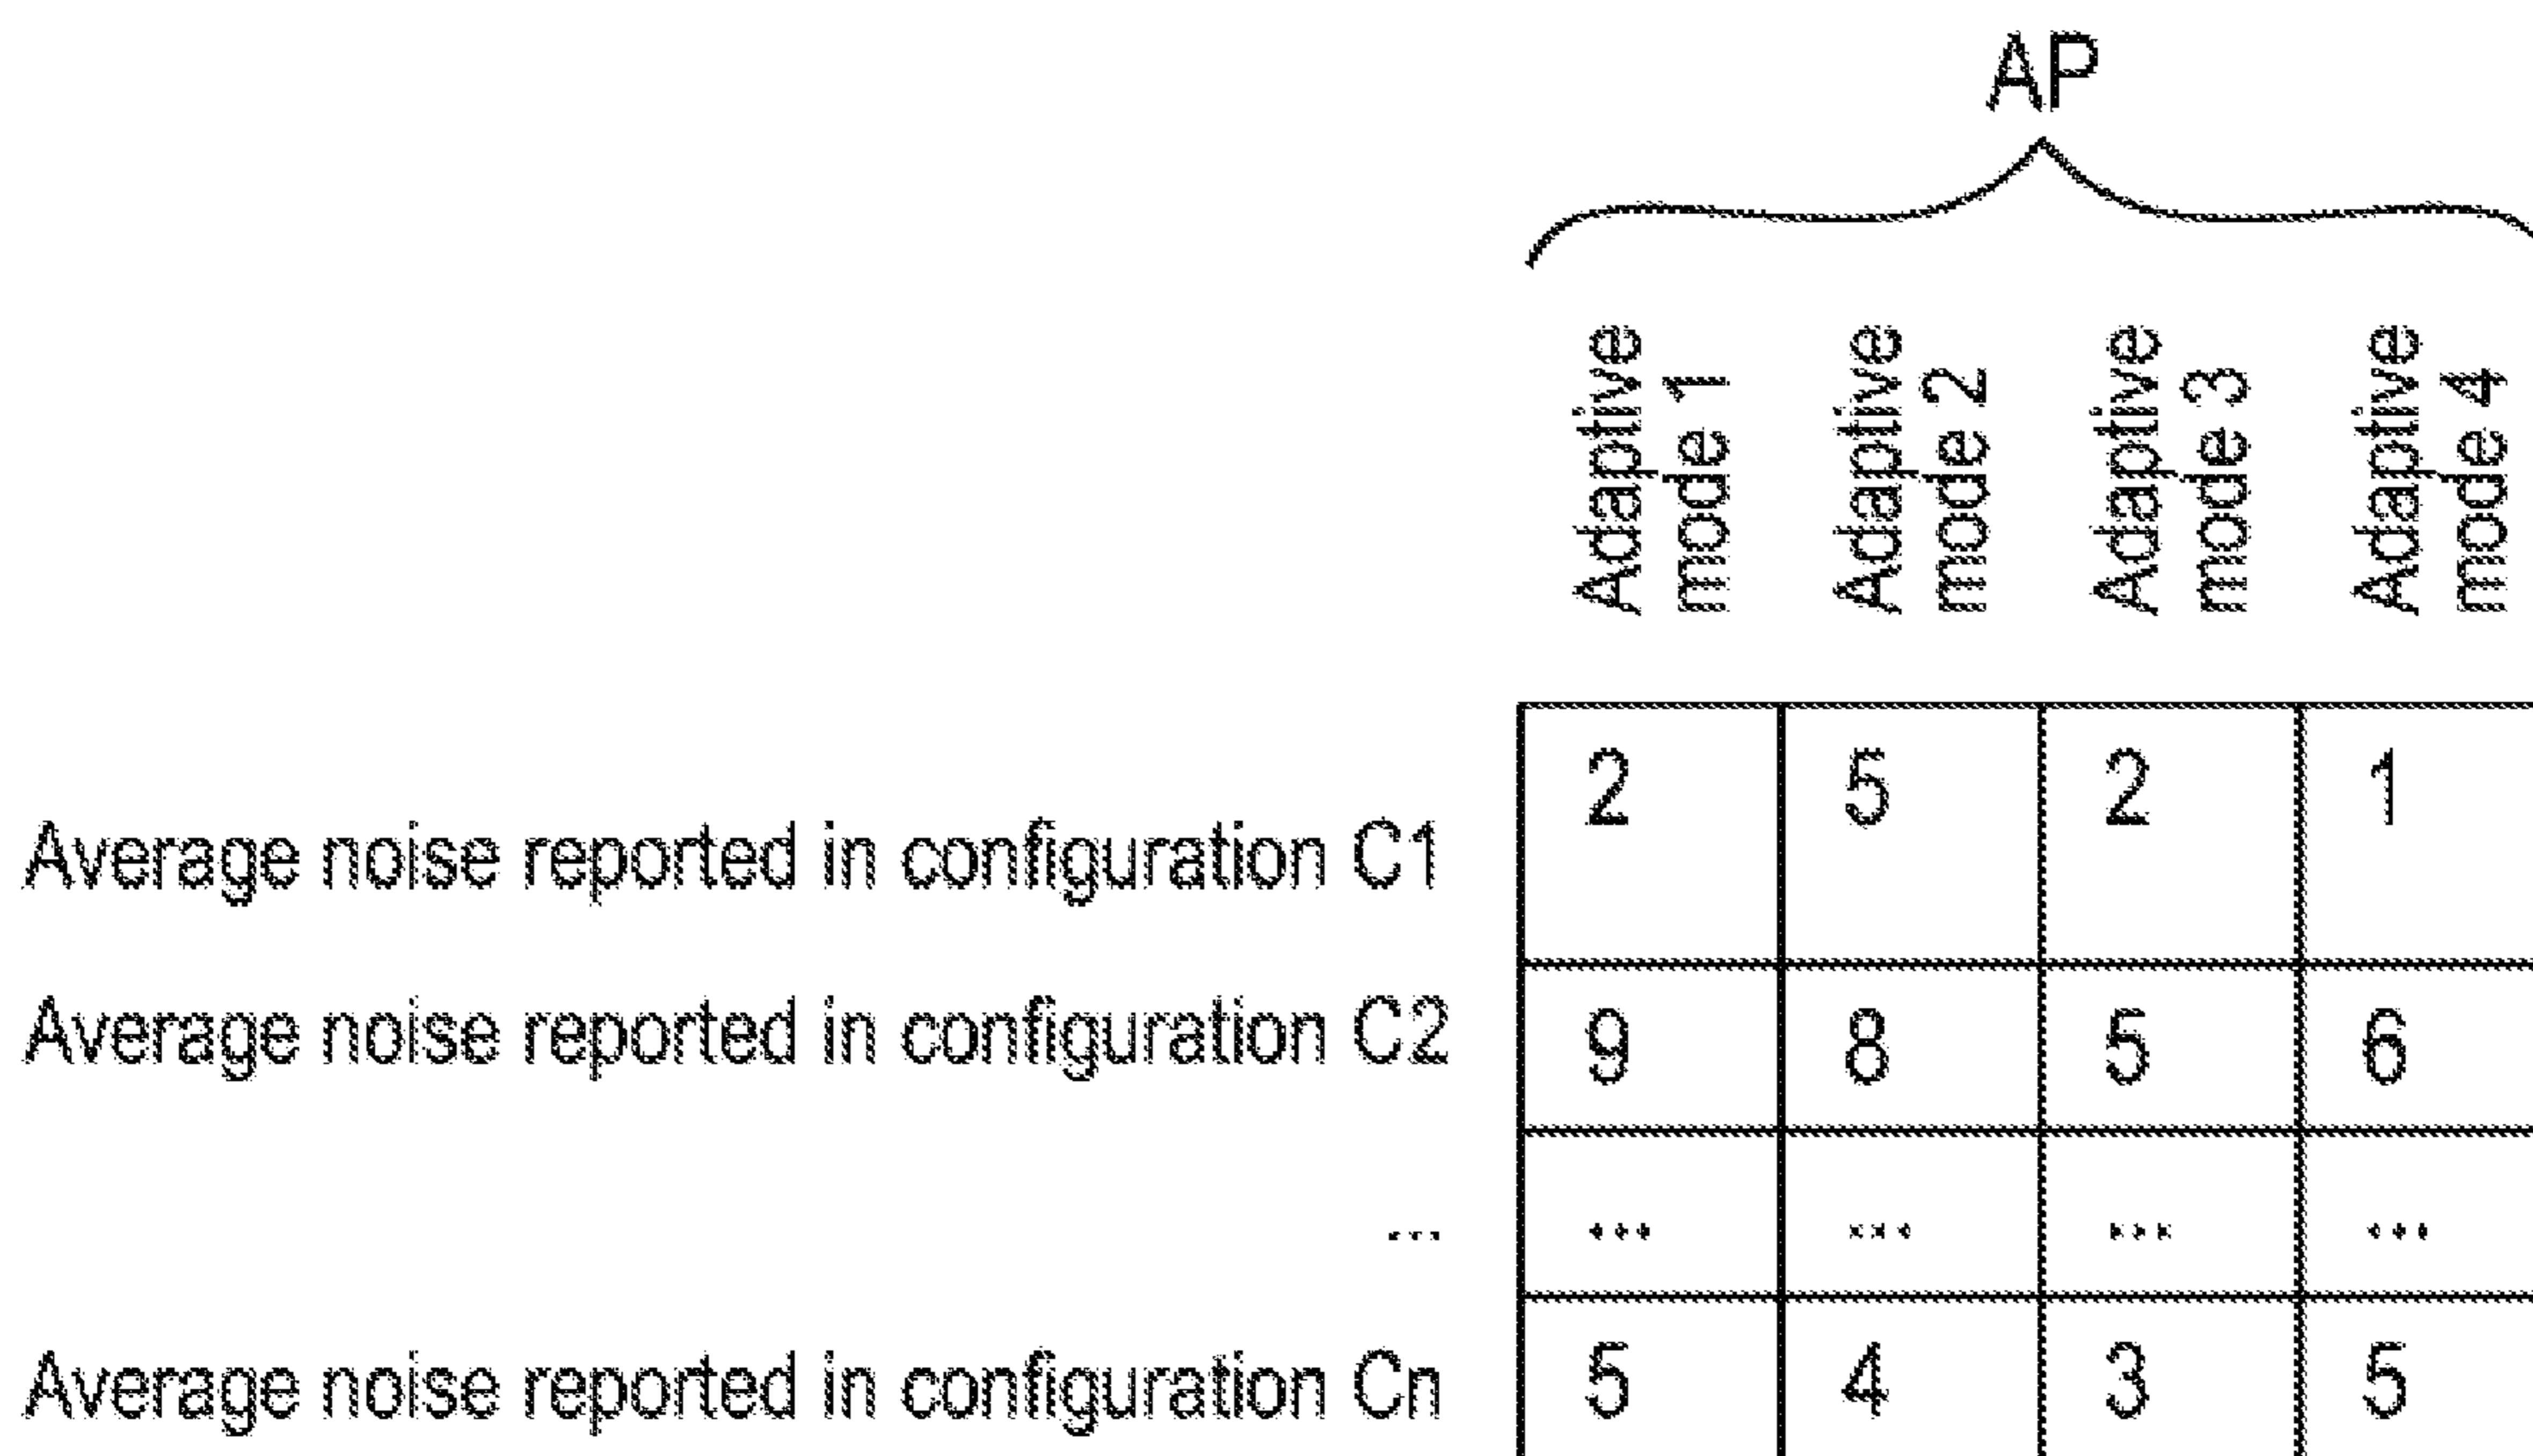 AP
Adaptive
mode 1
Adaptive
mode 2
Adaptive
mode 3
Adaptive
mode 4
Average noise reported in configuration C1 2 5 2 1
Average noise reported in configuration C2 9 8 5 6
... ... ... ... ...
Average noise reported in configuration Cn 5 4 3 5